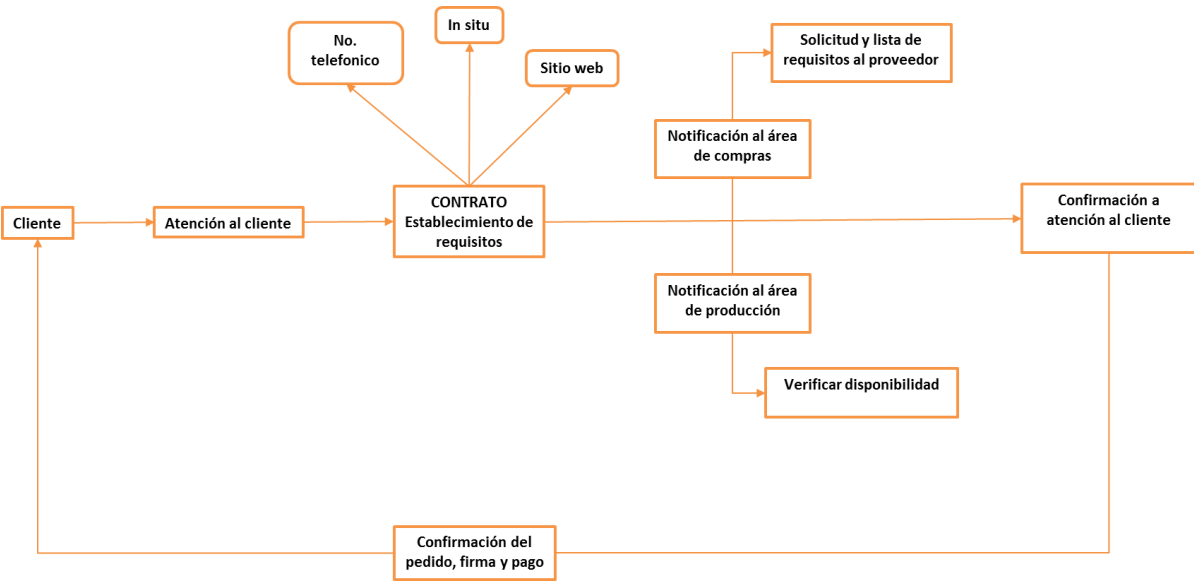 No.
telefonico
In situ
Sitio web
Solicitud y lista de
requisitos al proveedor
Notificación al área
de compras
Cliente
Atención al cliente
CONTRATO
Establecimiento de
requisitos
Confirmación a
atención al cliente
Notificación al área
de producción
Verificar disponibilidad
Confirmación del
pedido, firma y pago